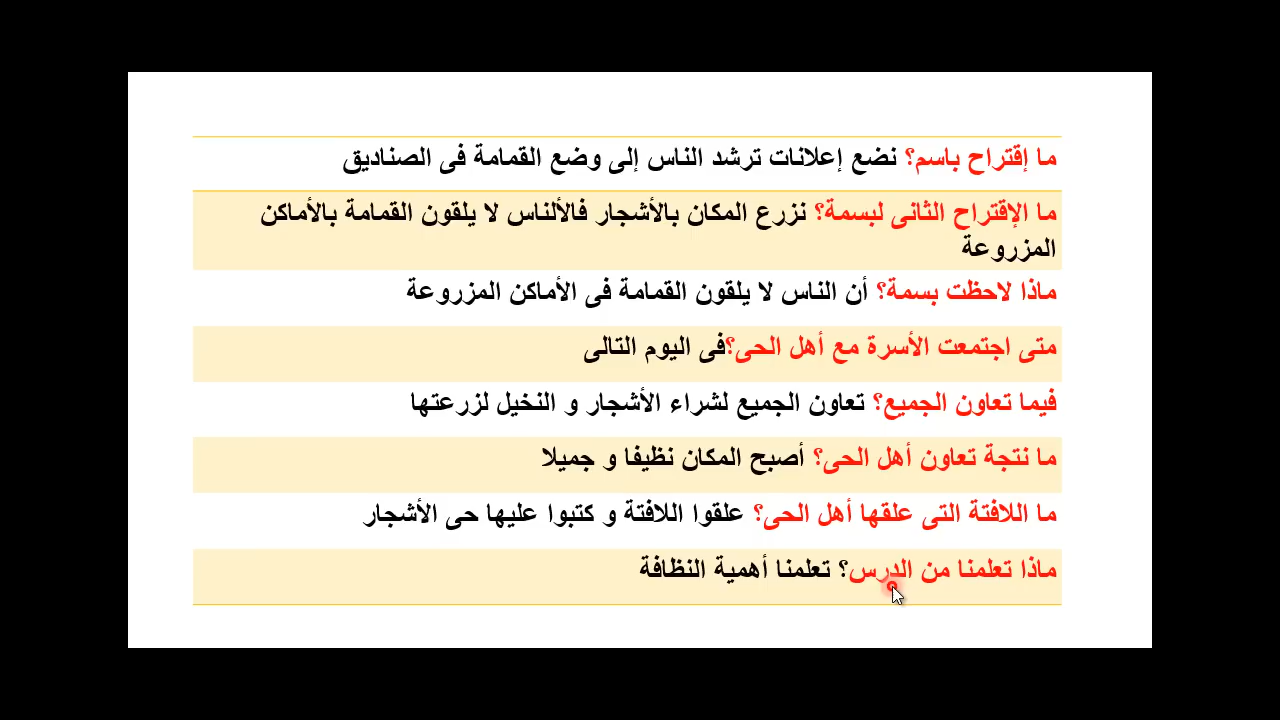 ما إقتراح باسم؟ نضع إعلانات ترشد الناس إلى وضع القمامة فى الصناديق
ما الإقتراح الثانى لبسمة؟ نزرع المكان بالأشجار فالألناس لا يلقون القمامة بالأماكن
المزروعة
ماذا لاحظت بسمة؟ أن الناس لا يلقون القمامة فى الأماكن المزروعة
متى اجتمعت الأسرة مع أهل الحى؟فى اليوم التالى
فيما تعاون الجميع؟ تعاون الجميع لشراء الأشجار و النخيل لزرعتها
ما نتجة تعاون أهل الحى؟ أصبح المكان نظيفا و جميلا
ما اللافتة التى علقها أهل الحى؟ علقوا اللافتة و كتبوا عليها حى الأشجار
ماذا تعلمنا من الدرس؟ تعلمنا أهمية النظافة